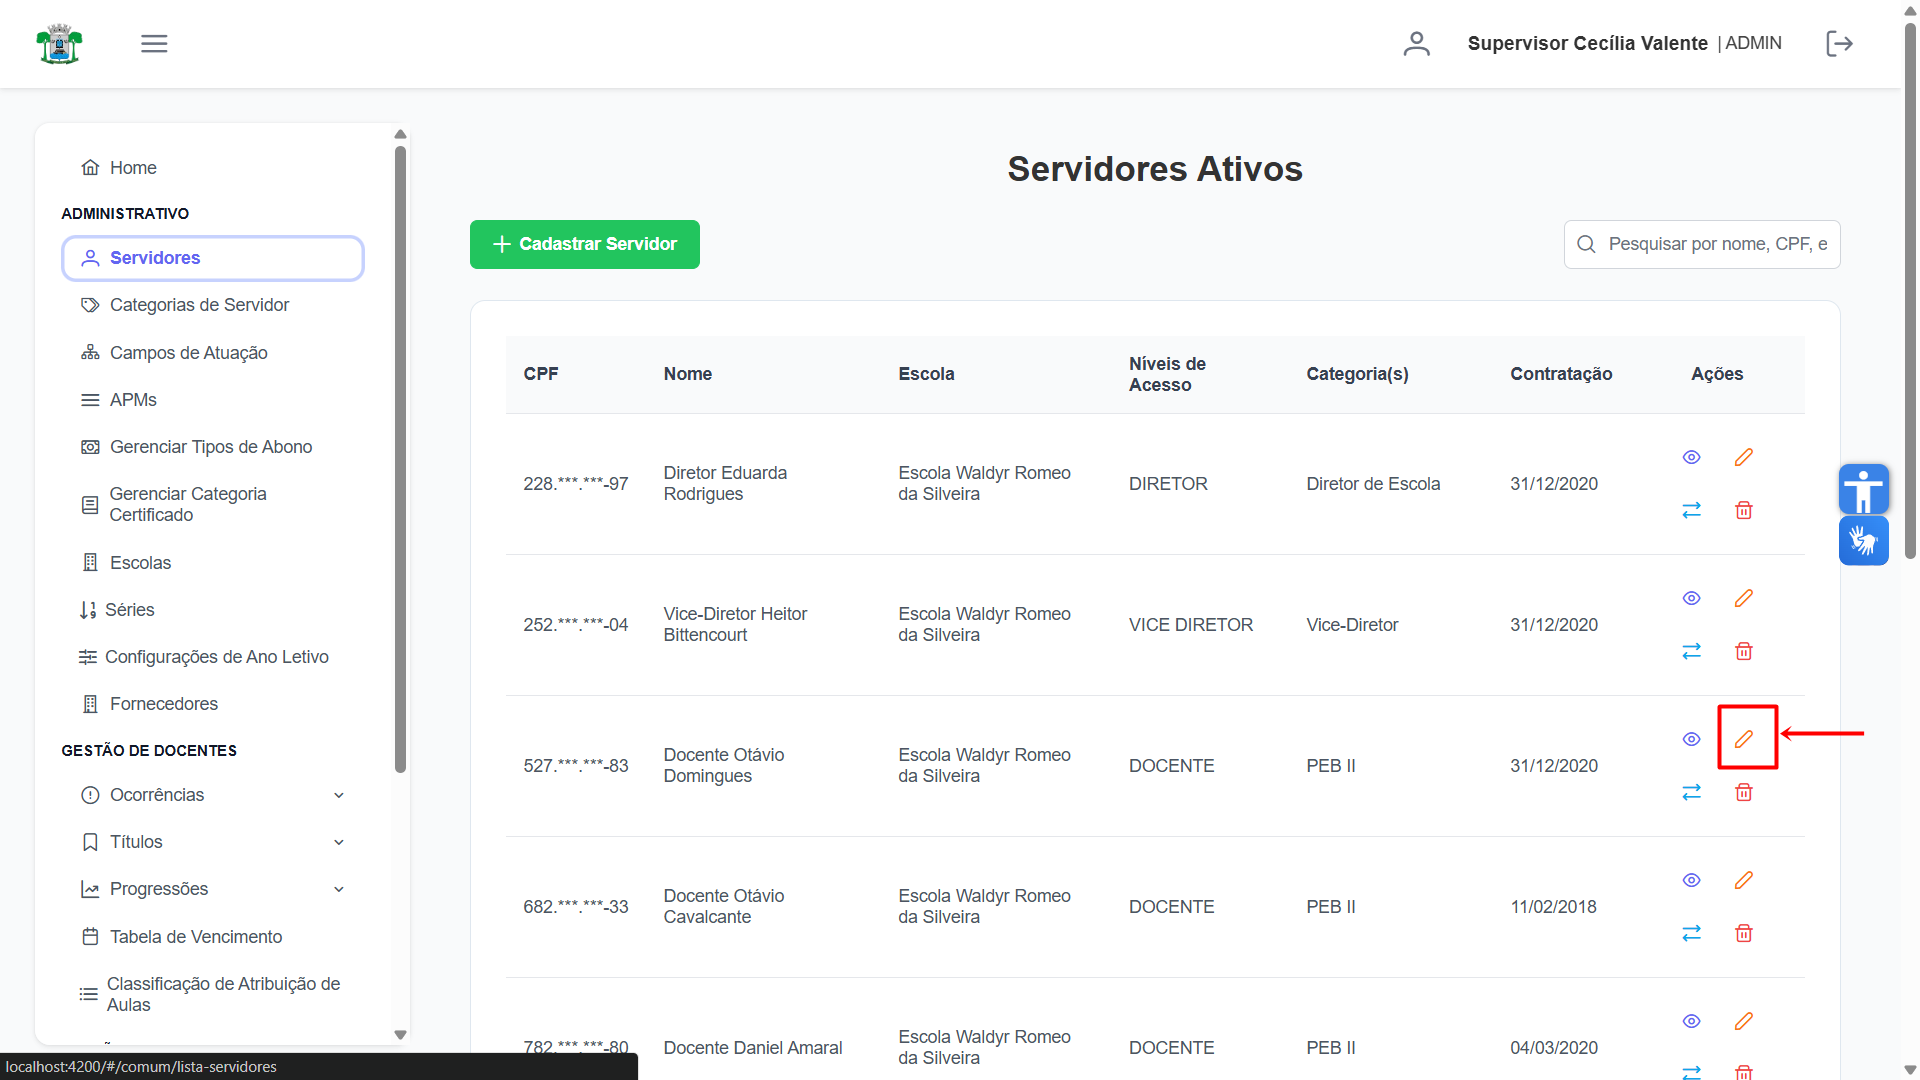 Supervisor Cecília Valente | ADMIN
Home
ADMINISTRATIVO
Servidores
Categorias de Servidor
Campos de Atuação
APMs
Gerenciar Tipos de Abono
Gerenciar Categoria
Certificado
Escolas
Séries
Configurações de Ano Letivo
Fornecedores
GESTÃO DE DOCENTES
Ocorrências
Títulos
Progressões
Tabela de Vencimento
Classificação de Atribuição de
Aulas
Servidores Ativos
Cadastrar Servidor
Pesquisar por nome, CPF, e
CPF Nome Escola Níveis de Acesso Categoria(s) Contratação Ações
228.***.***-97 Diretor Eduarda Rodrigues Escola Waldyr Romeo da Silveira DIRETOR Diretor de Escola 31/12/2020
252.***.***-04 Vice-Diretor Heitor Bittencourt Escola Waldyr Romeo da Silveira VICE DIRETOR Vice-Diretor 31/12/2020
527.***.***-83 Docente Otávio Domingues Escola Waldyr Romeo da Silveira DOCENTE PEB II 31/12/2020
682.***.***-33 Docente Otávio Cavalcante Escola Waldyr Romeo da Silveira DOCENTE PEB II 11/02/2018
782.***.***-80 Docente Daniel Amaral Escola Waldyr Romeo da Silveira DOCENTE PEB II 04/03/2020
localhost:4200/#/comum/lista-servidores